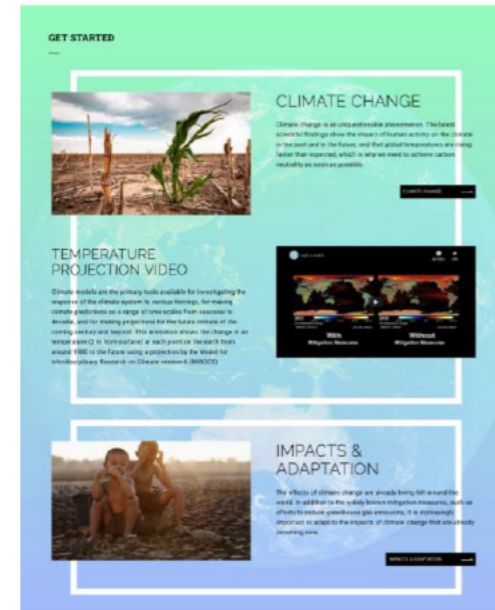 GET STARTED
CLIMATE CHANGE
Climate change is an unquestionable phenomenon. The latest
scientific findings show the impact of human activity on the climate
in the past and in the future, and that global temperatures are rising
faster than expected, which is why we need to achieve carbon
neutrality as soon as possible.
CLIMATE CHANGE
TEMPERATURE
PROJECTION VIDEO
Climate models are the primary tools available for investigating the
response of the climate system to various forcings, for making
climate predictions on a range of time scales from seasonal to
decadal, and for making projections for the future climate of the
coming century and beyond. This animation shows the change in air
temperature (2 m from surface) at each point on the earth from
around 1980 to the future using a projection by the Model for
Interdisciplinary Research on Climate version 6 (MIROC6).
With
Mitigation Measures
Without
Mitigation Measures
IMPACTS &
ADAPTATION
The effects of climate change are already being felt around the
world. In addition to the widely known mitigation measures, such as
efforts to reduce greenhouse gas emissions, it is increasingly
important to adapt to the impacts of climate change that are already
occurring now.
IMPACTS & ADAPTATION